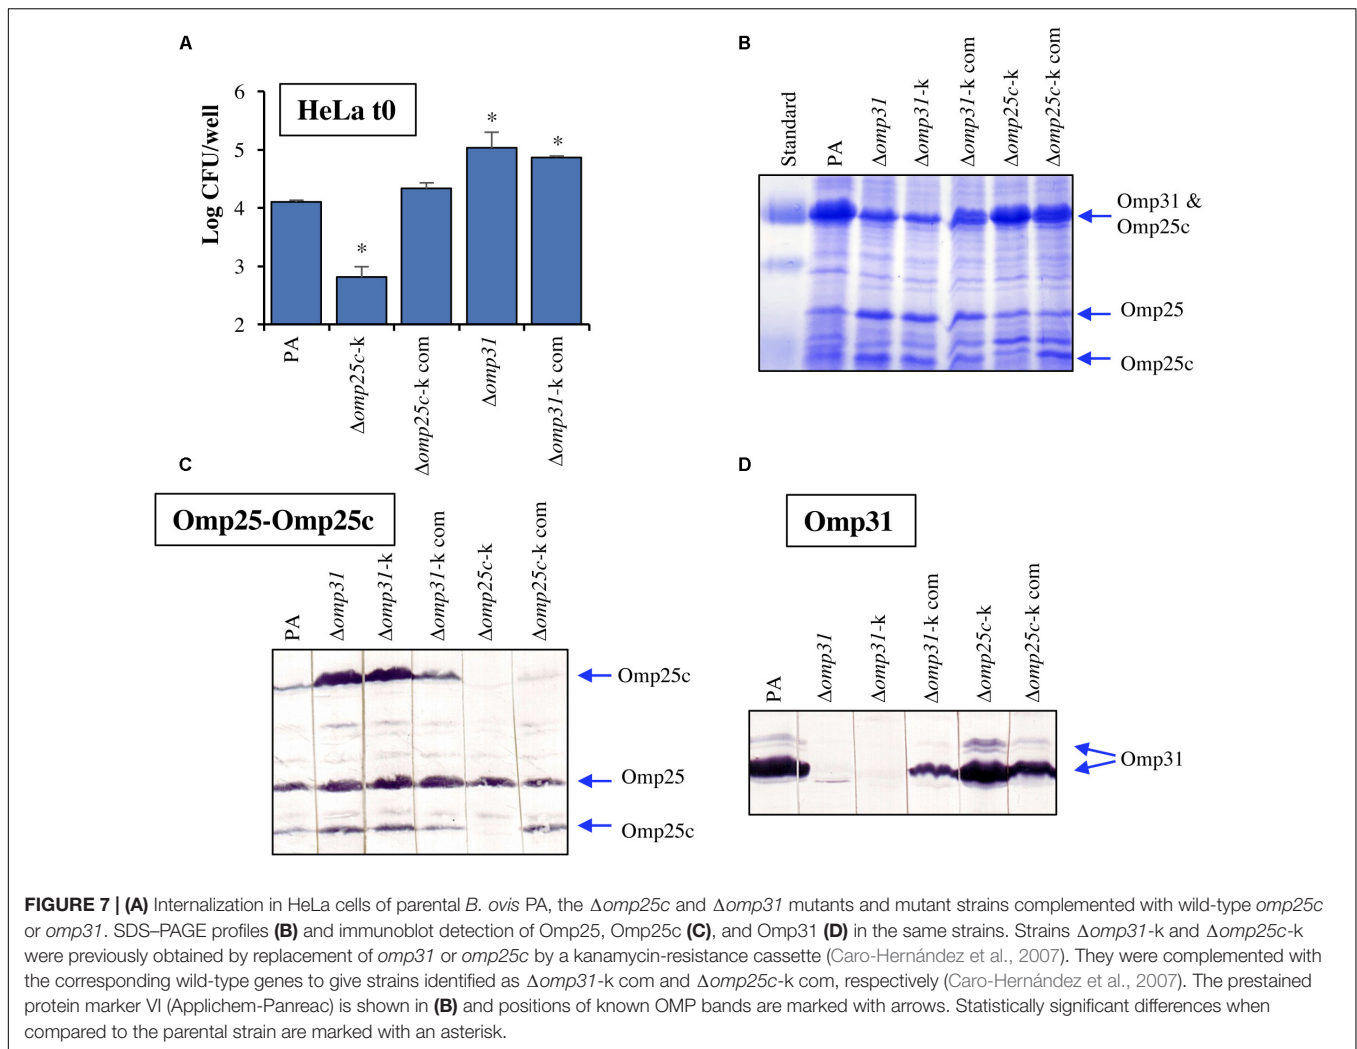 A
HeLa t0
Log CFU/well
6
5
4
3
2
*
*
*
PA
Δomp25c-k
Δomp25c-k com
Δomp31
Δomp31-k com
B
Standard
PA
Δomp31
Δomp31-k
Δomp31-k com
Δomp25c-k
Δomp25c-k com
Omp31 &
Omp25c
Omp25
Omp25c
C
Omp25-Omp25c
PA
Δomp31
Δomp31-k
Δomp31-k com
Δomp25c-k
Δomp25c-k com
Omp25c
Omp25
Omp25c
D
Omp31
PA
Δomp31
Δomp31-k
Δomp31-k com
Δomp25c-k
Δomp25c-k com
Omp31
FIGURE 7 | (A) Internalization in HeLa cells of parental B. ovis PA, the Δomp25c and Δomp31 mutants and mutant strains complemented with wild-type omp25c
or omp31. SDS–PAGE profiles (B) and immunoblot detection of Omp25, Omp25c (C), and Omp31 (D) in the same strains. Strains Δomp31-k and Δomp25c-k
were previously obtained by replacement of omp31 or omp25c by a kanamycin-resistance cassette (Caro-Hernández et al., 2007). They were complemented with
the corresponding wild-type genes to give strains identified as Δomp31-k com and Δomp25c-k com, respectively (Caro-Hernández et al., 2007). The prestained
protein marker VI (Applichem-Panreac) is shown in (B) and positions of known OMP bands are marked with arrows. Statistically significant differences when
compared to the parental strain are marked with an asterisk.